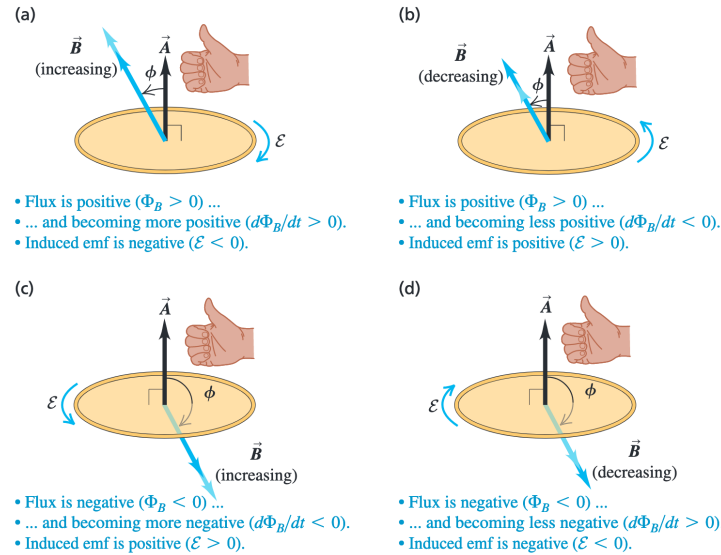 (a)
B⃗
(increasing)
ϕ
A⃗
ℰ
• Flux is positive (Φ_B > 0) ...
• ... and becoming more positive (dΦ_B/dt > 0).
• Induced emf is negative (ℰ < 0).
(b)
B⃗
(decreasing)
ϕ
A⃗
ℰ
• Flux is positive (Φ_B > 0) ...
• ... and becoming less positive (dΦ_B/dt < 0).
• Induced emf is positive (ℰ > 0).
(c)
A⃗
ϕ
ℰ
B⃗
(increasing)
• Flux is negative (Φ_B < 0) ...
• ... and becoming more negative (dΦ_B/dt < 0).
• Induced emf is positive (ℰ > 0).
(d)
A⃗
ϕ
ℰ
B⃗
(decreasing)
• Flux is negative (Φ_B < 0) ...
• ... and becoming less negative (dΦ_B/dt > 0)
• Induced emf is negative (ℰ < 0).